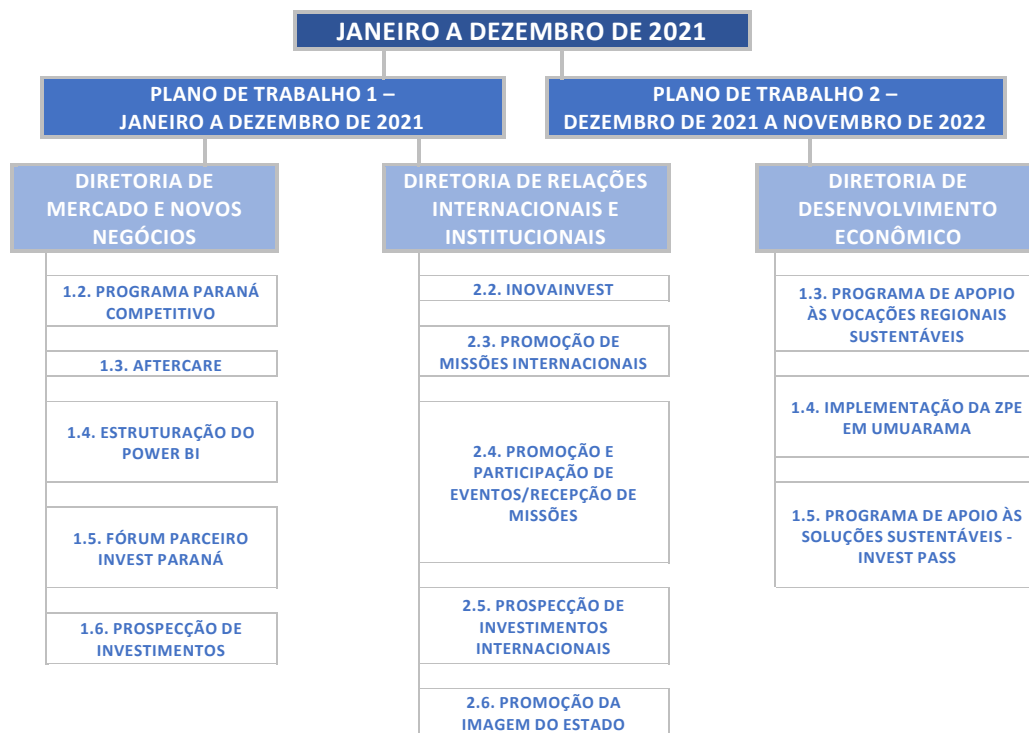 JANEIRO A DEZEMBRO DE 2021
PLANO DE TRABALHO 1 –
JANEIRO A DEZEMBRO DE 2021
PLANO DE TRABALHO 2 –
DEZEMBRO DE 2021 A NOVEMBRO DE 2022
DIRETORIA DE
MERCADO E NOVOS
NEGÓCIOS
1.2. PROGRAMA PARANÁ
COMPETITIVO
1.3. AFTERCARE
1.4. ESTRUTURAÇÃO DO
POWER BI
1.5. FÓRUM PARCEIRO
INVEST PARANÁ
1.6. PROSPECÇÃO DE
INVESTIMENTOS
DIRETORIA DE RELAÇÕES
INTERNACIONAIS E
INSTITUCIONAIS
2.2. INOVAINVEST
2.3. PROMOÇÃO DE
MISSÕES INTERNACIONAIS
2.4. PROMOÇÃO E
PARTICIPAÇÃO DE
EVENTOS/RECEPÇÃO DE
MISSÕES
2.5. PROSPECÇÃO DE
INVESTIMENTOS
INTERNACIONAIS
2.6. PROMOÇÃO DA
IMAGEM DO ESTADO
DIRETORIA DE
DESENVOLVIMENTO
ECONÔMICO
1.3. PROGRAMA DE APOPIO
ÀS VOCAÇÕES REGIONAIS
SUSTENTÁVEIS
1.4. IMPLEMENTAÇÃO DA ZPE
EM UMUARAMA
1.5. PROGRAMA DE APOIO ÀS
SOLUÇÕES SUSTENTÁVEIS -
INVEST PASS